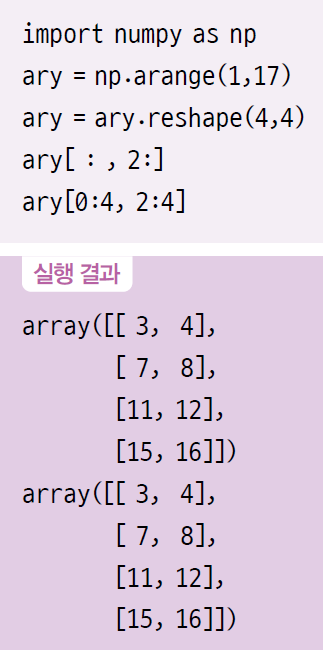 import numpy as np
ary = np.arange(1,17)
ary = ary.reshape(4,4)
ary[ : , 2:]
ary[0:4, 2:4]
실행 결과
array([[ 3,  4],
       [ 7,  8],
       [11, 12],
       [15, 16]])
array([[ 3,  4],
       [ 7,  8],
       [11, 12],
       [15, 16]])